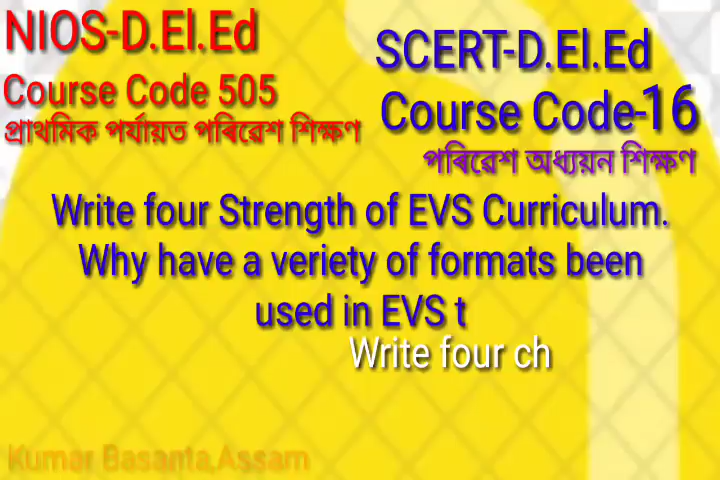 NIOS-D.El.Ed
Course Code 505
প্ৰাথমিক পৰ্যায়ত পৰিৱেশ শিক্ষণ
SCERT-D.El.Ed
Course Code-16
পৰিৱেশ অধ্যয়ন শিক্ষণ
Write four Strength of EVS Curriculum.
Why have a veriety of formats been
used in EVS t
Write four ch
Kumar Basanta,Assam